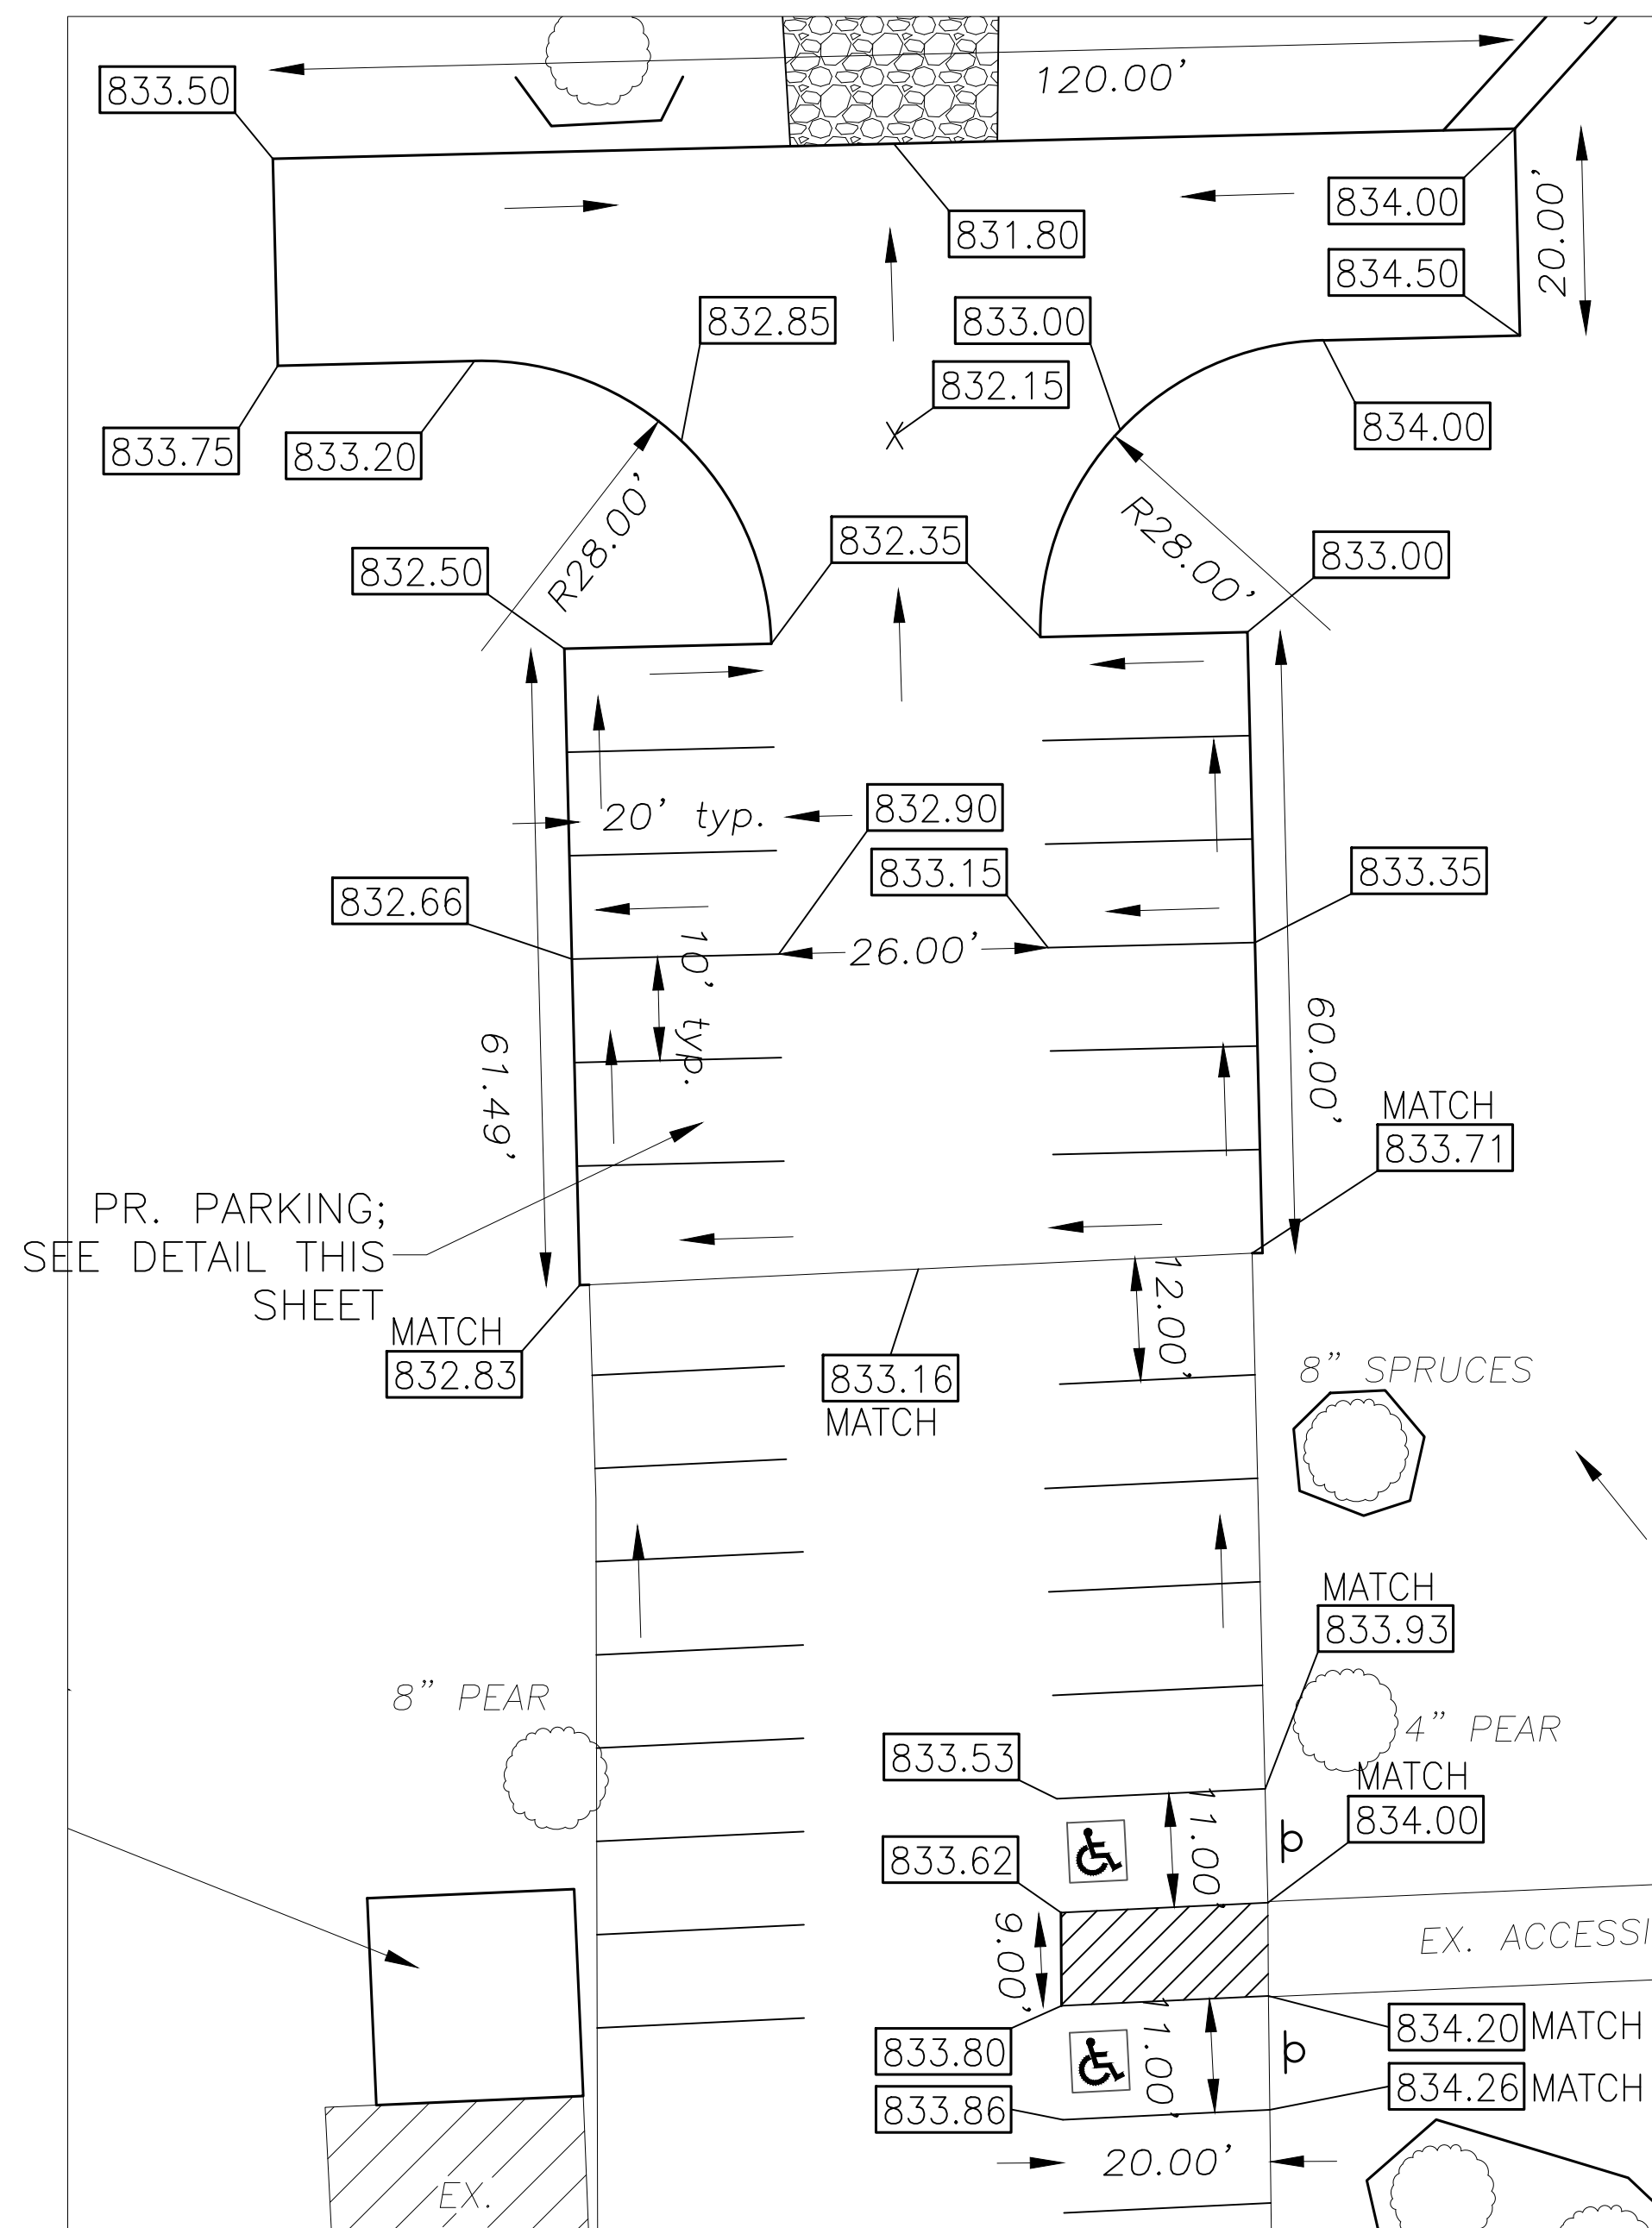 120.00'
833.50
834.00
831.80
20.00'
834.50
832.85
833.00
832.15
834.00
833.75
833.20
R28.00'
R28.00'
832.35
832.50
833.00
20' typ.
832.90
833.15
833.35
832.66
26.00'
10' typ.
61.49'
60.00'
MATCH
833.71
PR. PARKING;
SEE DETAIL THIS
SHEET
MATCH
832.83
12.00'
833.16
MATCH
8" SPRUCES
MATCH
833.93
8" PEAR
4" PEAR
833.53
MATCH
834.00
11.00'
833.62
9.00'
EX. ACCESSI
834.20 MATCH
833.80
11.00'
834.26 MATCH
833.86
20.00'
EX.